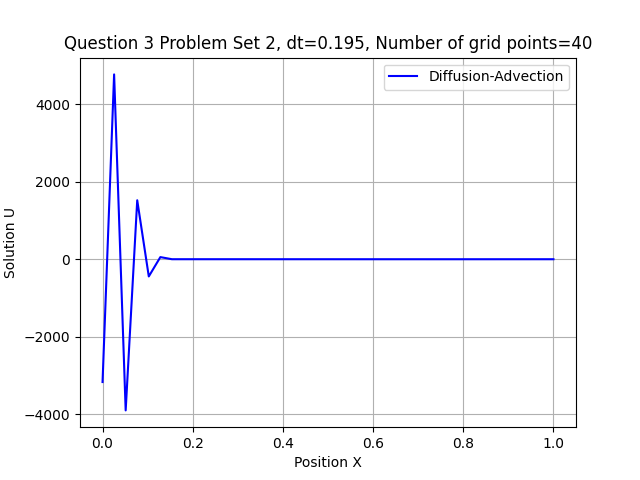 Question 3 Problem Set 2, dt=0.195, Number of grid points=40
Diffusion-Advection
4000
2000
0
−2000
−4000
Solution U
0.0 0.2 0.4 0.6 0.8 1.0
Position X